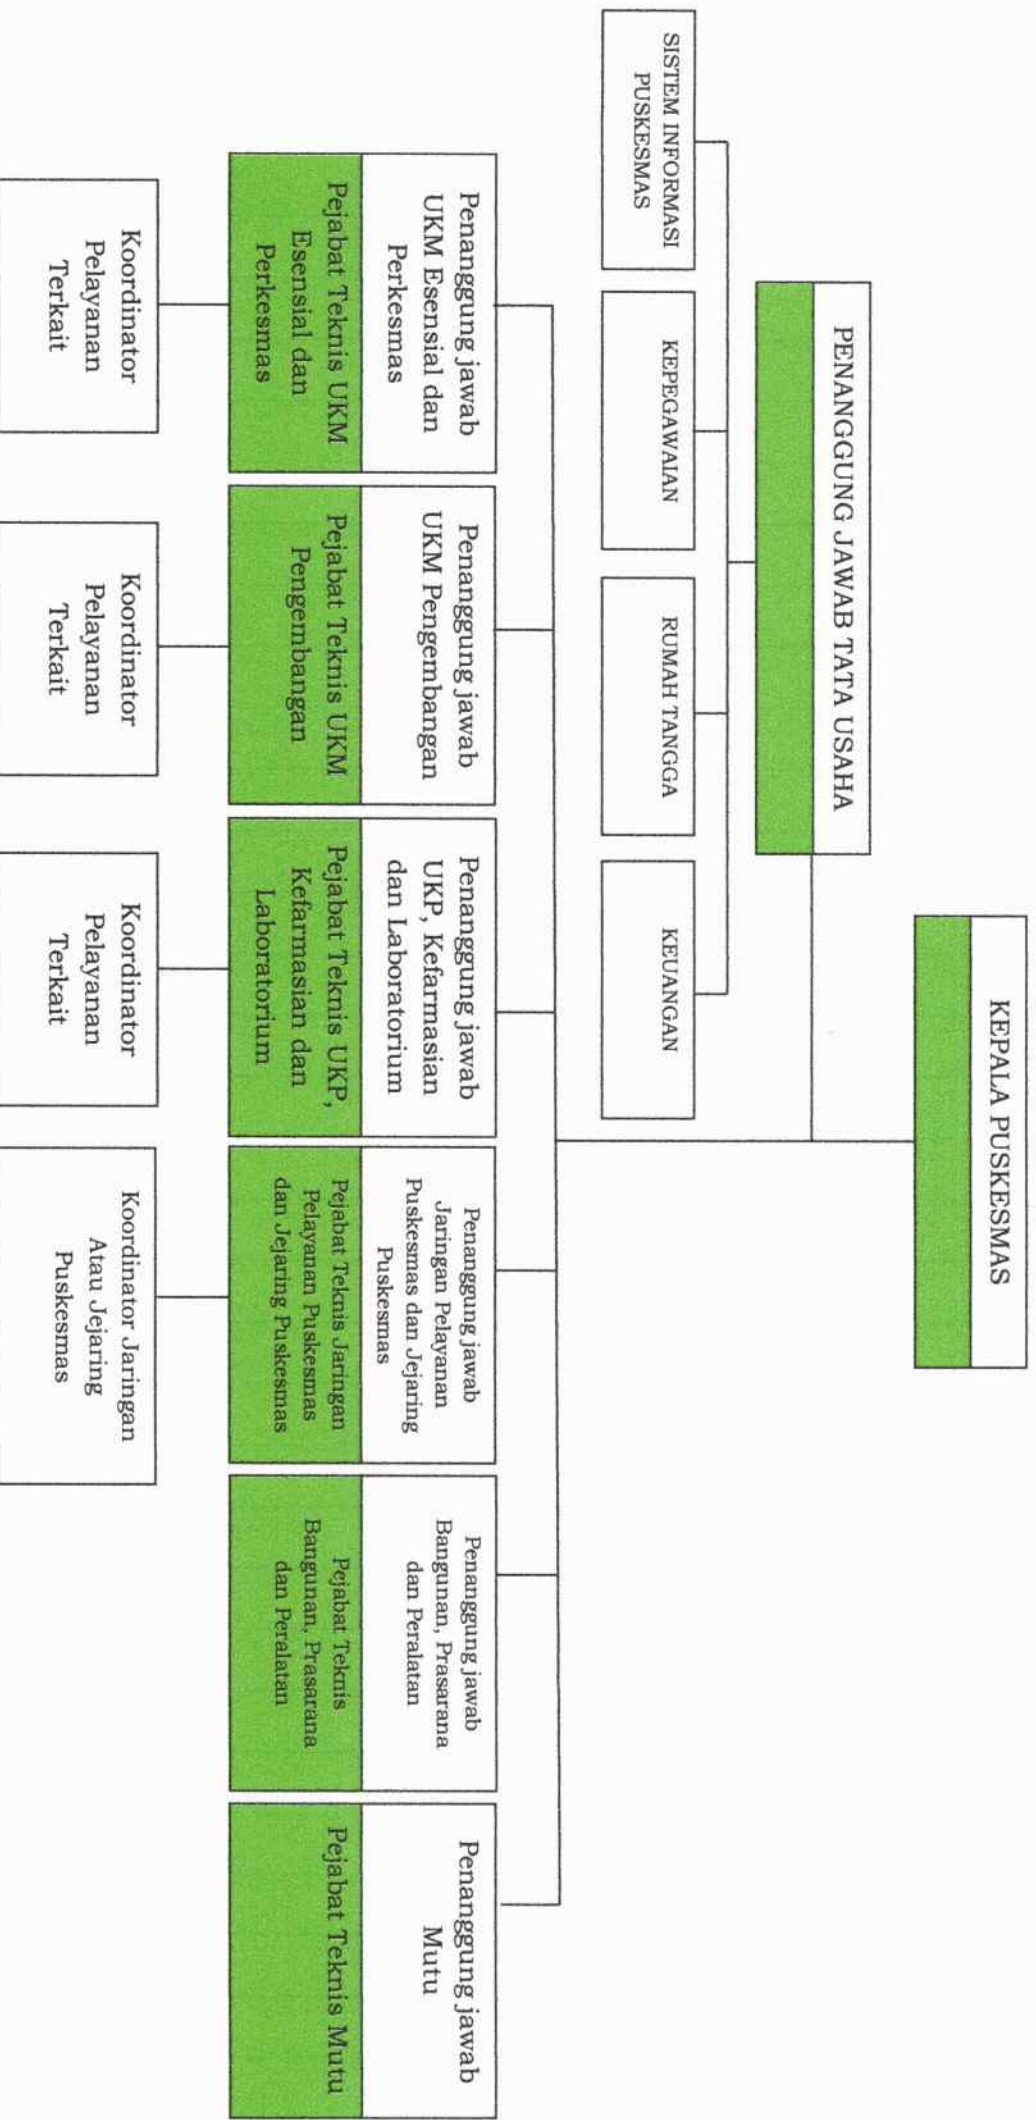 KEPALA PUSKESMAS
PENANGGUNG JAWAB TATA USAHA
SISTEM INFORMASI
PUSKESMAS
KEPEGAWAIAN
RUMAH TANGGA
KEUANGAN
Penanggung jawab
UKM Esensial dan
Perkesmas
Pejabat Teknis UKM
Esensial dan
Perkesmas
Penanggung jawab
UKM Pengembangan
Pejabat Teknis UKM
Pengembangan
Penanggung jawab
UKP, Kefarmasian
dan Laboratorium
Pejabat Teknis UKP,
Kefarmasian dan
Laboratorium
Penanggung jawab
Jaringan Pelayanan
Puskesmas dan Jejaring
Puskesmas
Pejabat Teknis Jaringan
Pelayanan Puskesmas
dan Jejaring Puskesmas
Penanggung jawab
Bangunan, Prasarana
dan Peralatan
Pejabat Teknis
Bangunan, Prasarana
dan Peralatan
Penanggung jawab
Mutu
Pejabat Teknis Mutu
Koordinator
Pelayanan
Terkait
Koordinator
Pelayanan
Terkait
Koordinator
Pelayanan
Terkait
Koordinator Jaringan
Atau Jejaring
Puskesmas